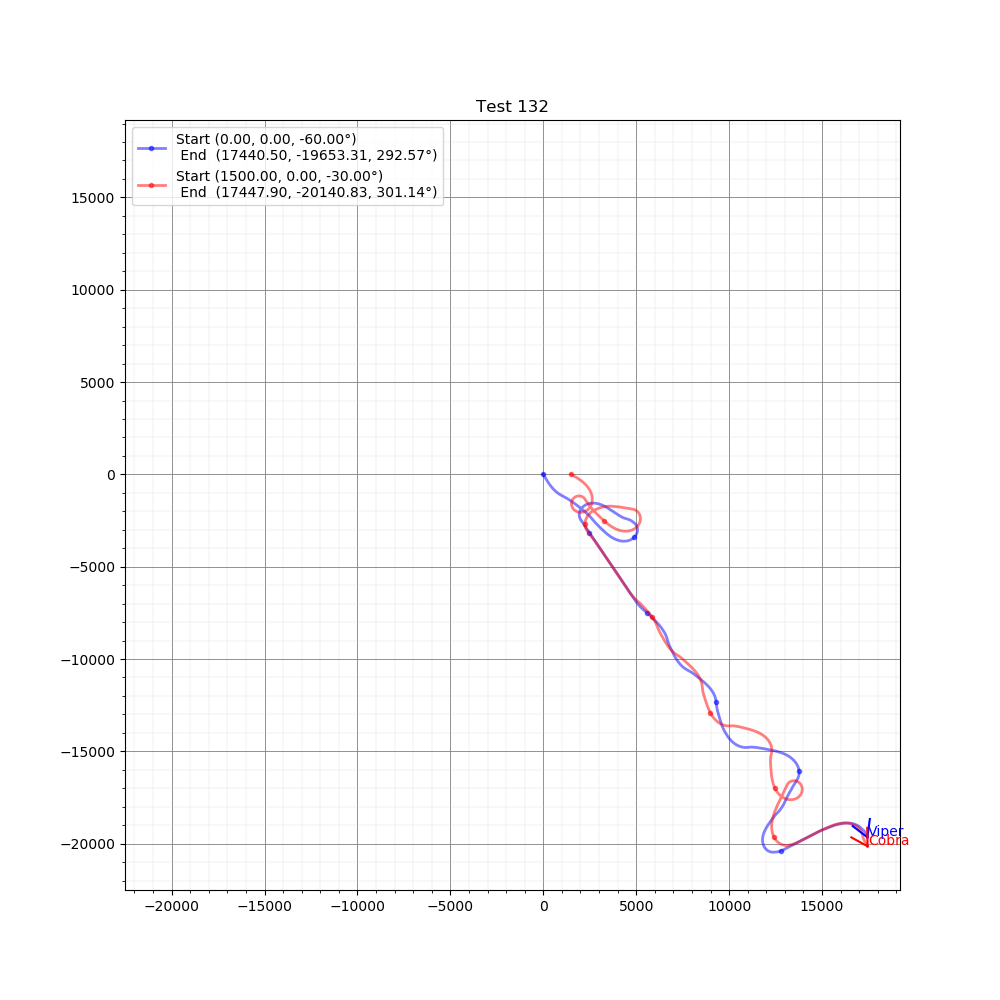 Test 132
Start (0.00, 0.00, -60.00°)
End (17440.50, -19653.31, 292.57°)
Start (1500.00, 0.00, -30.00°)
End (17447.90, -20140.83, 301.14°)
15000
10000
5000
0
−5000
−10000
−15000
−20000
Viper
Cobra
−20000 −15000 −10000 −5000 0 5000 10000 15000